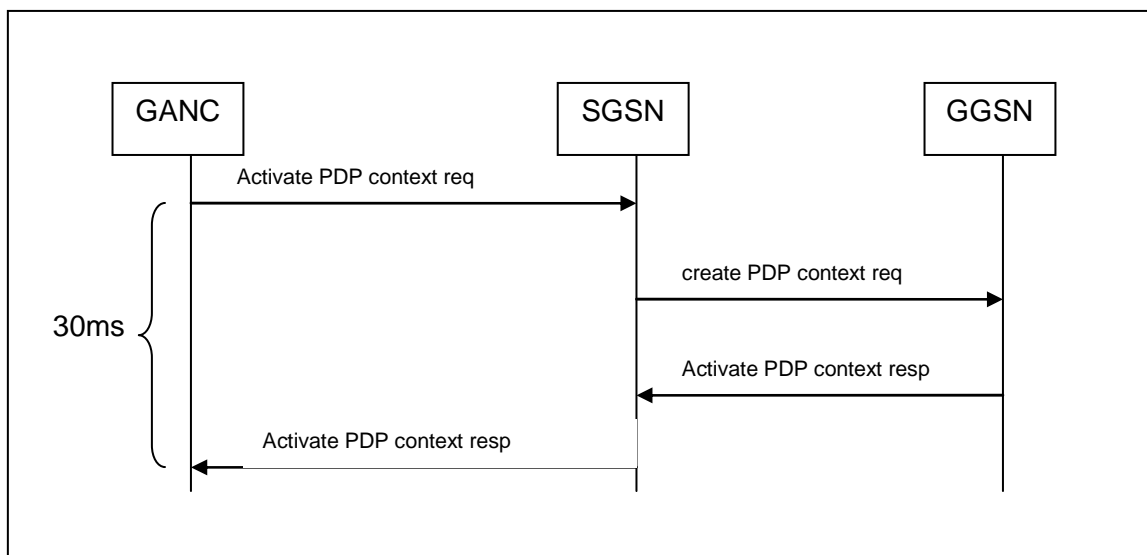 GANC
SGSN
GGSN
Activate PDP context req
create PDP context req
30ms
Activate PDP context resp
Activate PDP context resp